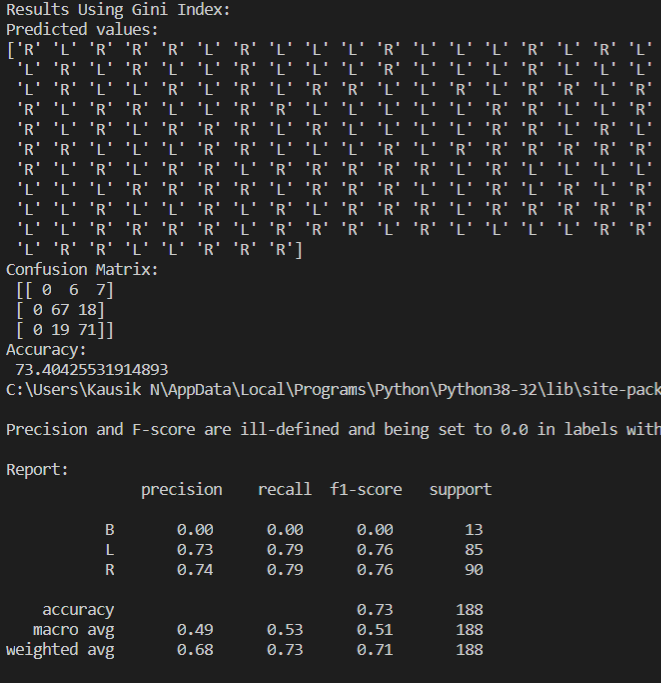 Results Using Gini Index:
Predicted values:
['R' 'L' 'R' 'R' 'R' 'L' 'R' 'L' 'L' 'L' 'R' 'L' 'L' 'L' 'R' 'L' 'R' 'L'
'L' 'R' 'L' 'R' 'L' 'L' 'R' 'L' 'L' 'L' 'R' 'L' 'L' 'L' 'R' 'L' 'L' 'L'
'L' 'R' 'L' 'L' 'R' 'R' 'L' 'R' 'R' 'L' 'L' 'R' 'L' 'R' 'R' 'L' 'R'
'R' 'L' 'R' 'R' 'L' 'L' 'R' 'R' 'L' 'L' 'L' 'L' 'R' 'R' 'L' 'L' 'R'
'R' 'L' 'R' 'L' 'R' 'R' 'R' 'L' 'R' 'L' 'L' 'L' 'R' 'R' 'L' 'R' 'L'
'R' 'R' 'L' 'L' 'L' 'R' 'R' 'L' 'L' 'L' 'R' 'L' 'R' 'R' 'R' 'R' 'R' 'R'
'R' 'L' 'R' 'L' 'R' 'R' 'L' 'R' 'R' 'R' 'R' 'R' 'L' 'R' 'L' 'L' 'L' 'L'
'L' 'L' 'L' 'R' 'R' 'R' 'R' 'L' 'R' 'R' 'R' 'L' 'L' 'R' 'L' 'R' 'L' 'R'
'L' 'L' 'R' 'L' 'L' 'R' 'L' 'R' 'L' 'R' 'R' 'R' 'L' 'R' 'R' 'R' 'R' 'R'
'L' 'L' 'R' 'R' 'R' 'R' 'L' 'R' 'R' 'R' 'L' 'R' 'L' 'L' 'L' 'L' 'R' 'R'
'L' 'R' 'R' 'L' 'L' 'R' 'R' 'R']
Confusion Matrix:
[[ 0 6 7]
[ 0 67 18]
[ 0 19 71]]
Accuracy:
73.40425531914893
C:\Users\Kausik N\AppData\Local\Programs\Python\Python38-32\lib\site-pack
Precision and F-score are ill-defined and being set to 0.0 in labels with
Report:
precision recall f1-score support
B 0.00 0.00 0.00 13
L 0.73 0.79 0.76 85
R 0.74 0.79 0.76 90
accuracy 0.73 188
macro avg 0.49 0.53 0.51 188
weighted avg 0.68 0.73 0.71 188